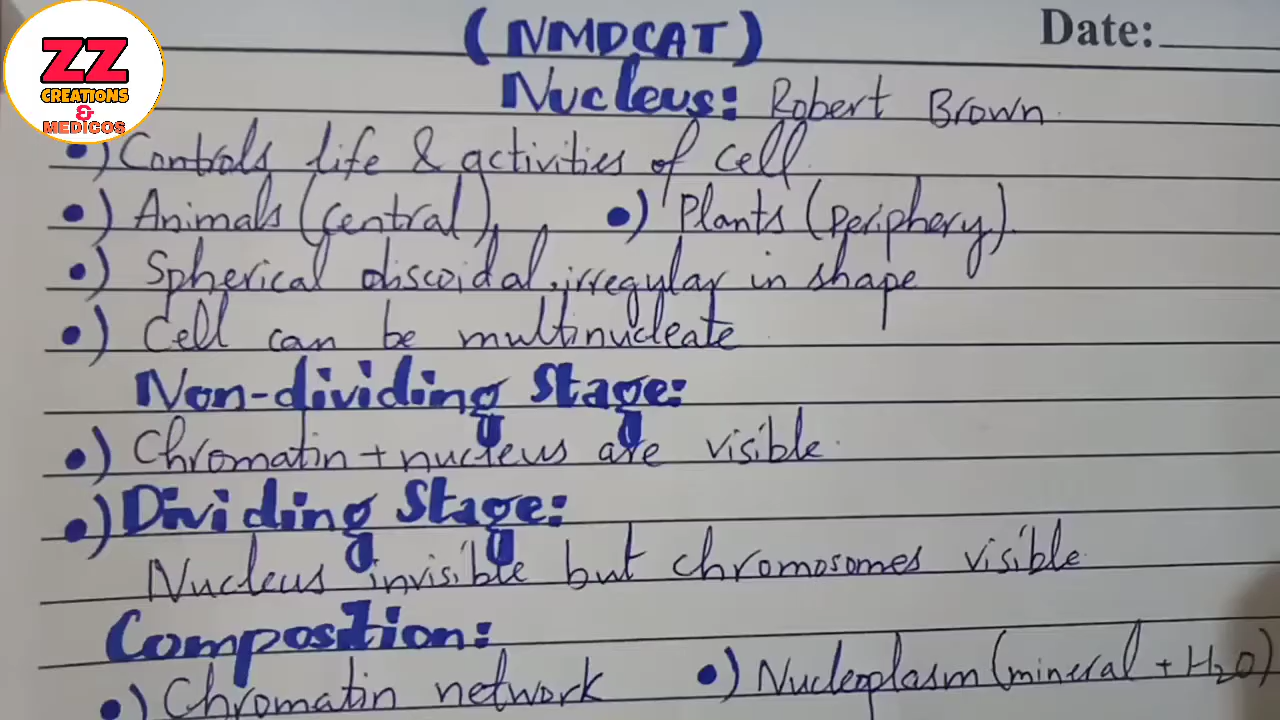 ZZ
CREATIONS
&
MEDICOS
(NMDCAT)
Date:
Nucleus: Robert Brown.
•) Controls life & activities of cell.
•) Animals (central), •) Plants (periphery).
•) Spherical discoidal, irregular in shape
•) Cell can be multinucleate.
Non-dividing Stage:
•) Chromatin + nucleus are visible.
•) Dividing Stage:
Nucleus invisible but chromosomes visible.
Composition:
•) Chromatin network •) Nucleoplasm (mineral + H2O)